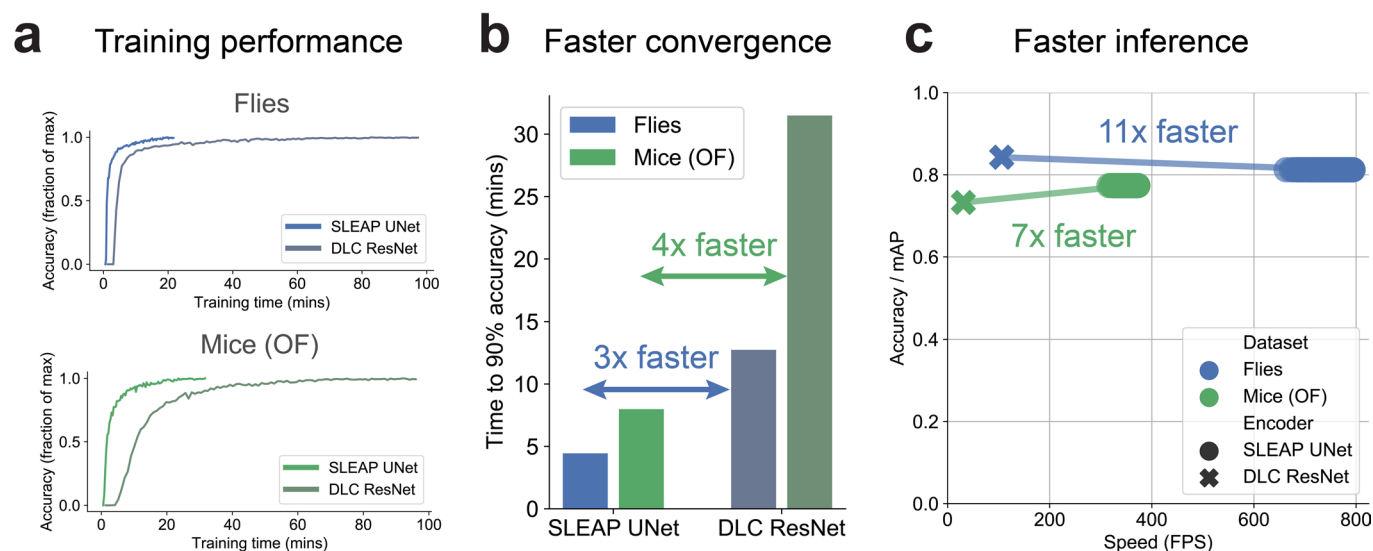 a Training performance
Flies
Accuracy (fraction of max)
1.0
0.5
0.0
SLEAP UNet
DLC ResNet
0 20 40 60 80 100
Training time (mins)
Mice (OF)
Accuracy (fraction of max)
1.0
0.5
0.0
SLEAP UNet
DLC ResNet
0 20 40 60 80 100
Training time (mins)
b Faster convergence
Time to 90% accuracy (mins)
30
25
20
15
10
5
0
Flies
Mice (OF)
4x faster
3x faster
SLEAP UNet DLC ResNet
c Faster inference
Accuracy / mAP
1.0
0.8
0.6
0.4
0.2
0.0
11x faster
7x faster
Dataset
Flies
Mice (OF)
Encoder
SLEAP UNet
DLC ResNet
0 200 400 600 800
Speed (FPS)